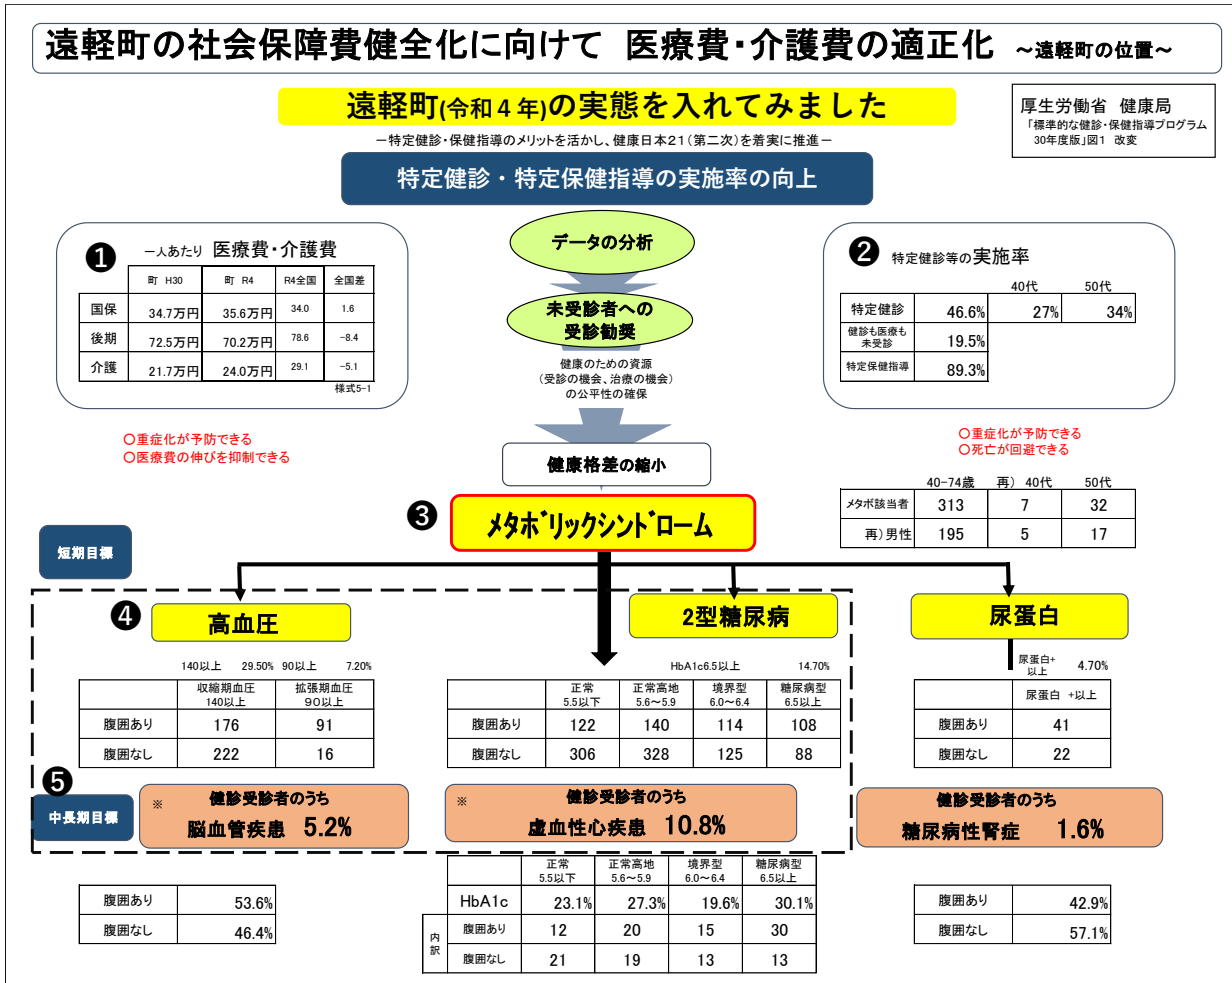 遠軽町の社会保障費健全化に向けて 医療費・介護費の適正化 ～遠軽町の位置～
遠軽町(令和４年)の実態を入れてみました
厚生労働省 健康局
「標準的な健診・保健指導プログラム
30年度版」図1 改変
－特定健診・保健指導のメリットを活かし、健康日本２１（第二次）を着実に推進－
特定健診・特定保健指導の実施率の向上
❶ 一人あたり 医療費・介護費
町 H30 町 R4 R4全国 全国差
国保 34.7万円 35.6万円 34.0 1.6
後期 72.5万円 70.2万円 78.6 −8.4
介護 21.7万円 24.0万円 29.1 −5.1
様式5-1
データの分析
未受診者への
受診勧奨
健康のための資源
（受診の機会、治療の機会）
の公平性の確保
❷ 特定健診等の実施率
40代 50代
特定健診 46.6% 27% 34%
健診も医療も
未受診 19.5%
特定保健指導 89.3%
○重症化が予防できる
○医療費の伸びを抑制できる
健康格差の縮小
○重症化が予防できる
○死亡が回避できる
❸ メタボリックシンドローム
40-74歳 再）40代 50代
メタボ該当者 313 7 32
再）男性 195 5 17
短期目標
❹ 高血圧
2型糖尿病
尿蛋白
140以上 29.50% 90以上 7.20%
HbA1c6.5以上 14.70%
尿蛋白+
以上 4.70%
収縮期血圧 拡張期血圧
140以上 ９０以上
腹囲あり 176 91
腹囲なし 222 16
正常 正常高地 境界型 糖尿病型
5.5以下 5.6～5.9 6.0～6.4 6.5以上
腹囲あり 122 140 114 108
腹囲なし 306 328 125 88
尿蛋白 +以上
腹囲あり 41
腹囲なし 22
❺ 中長期目標
※ 健診受診者のうち
脳血管疾患 5.2%
※ 健診受診者のうち
虚血性心疾患 10.8%
健診受診者のうち
糖尿病性腎症 1.6%
腹囲あり 53.6%
腹囲なし 46.4%
正常 正常高地 境界型 糖尿病型
5.5以下 5.6～5.9 6.0～6.4 6.5以上
HbA1c 23.1% 27.3% 19.6% 30.1%
内訳
腹囲あり 12 20 15 30
腹囲なし 21 19 13 13
腹囲あり 42.9%
腹囲なし 57.1%